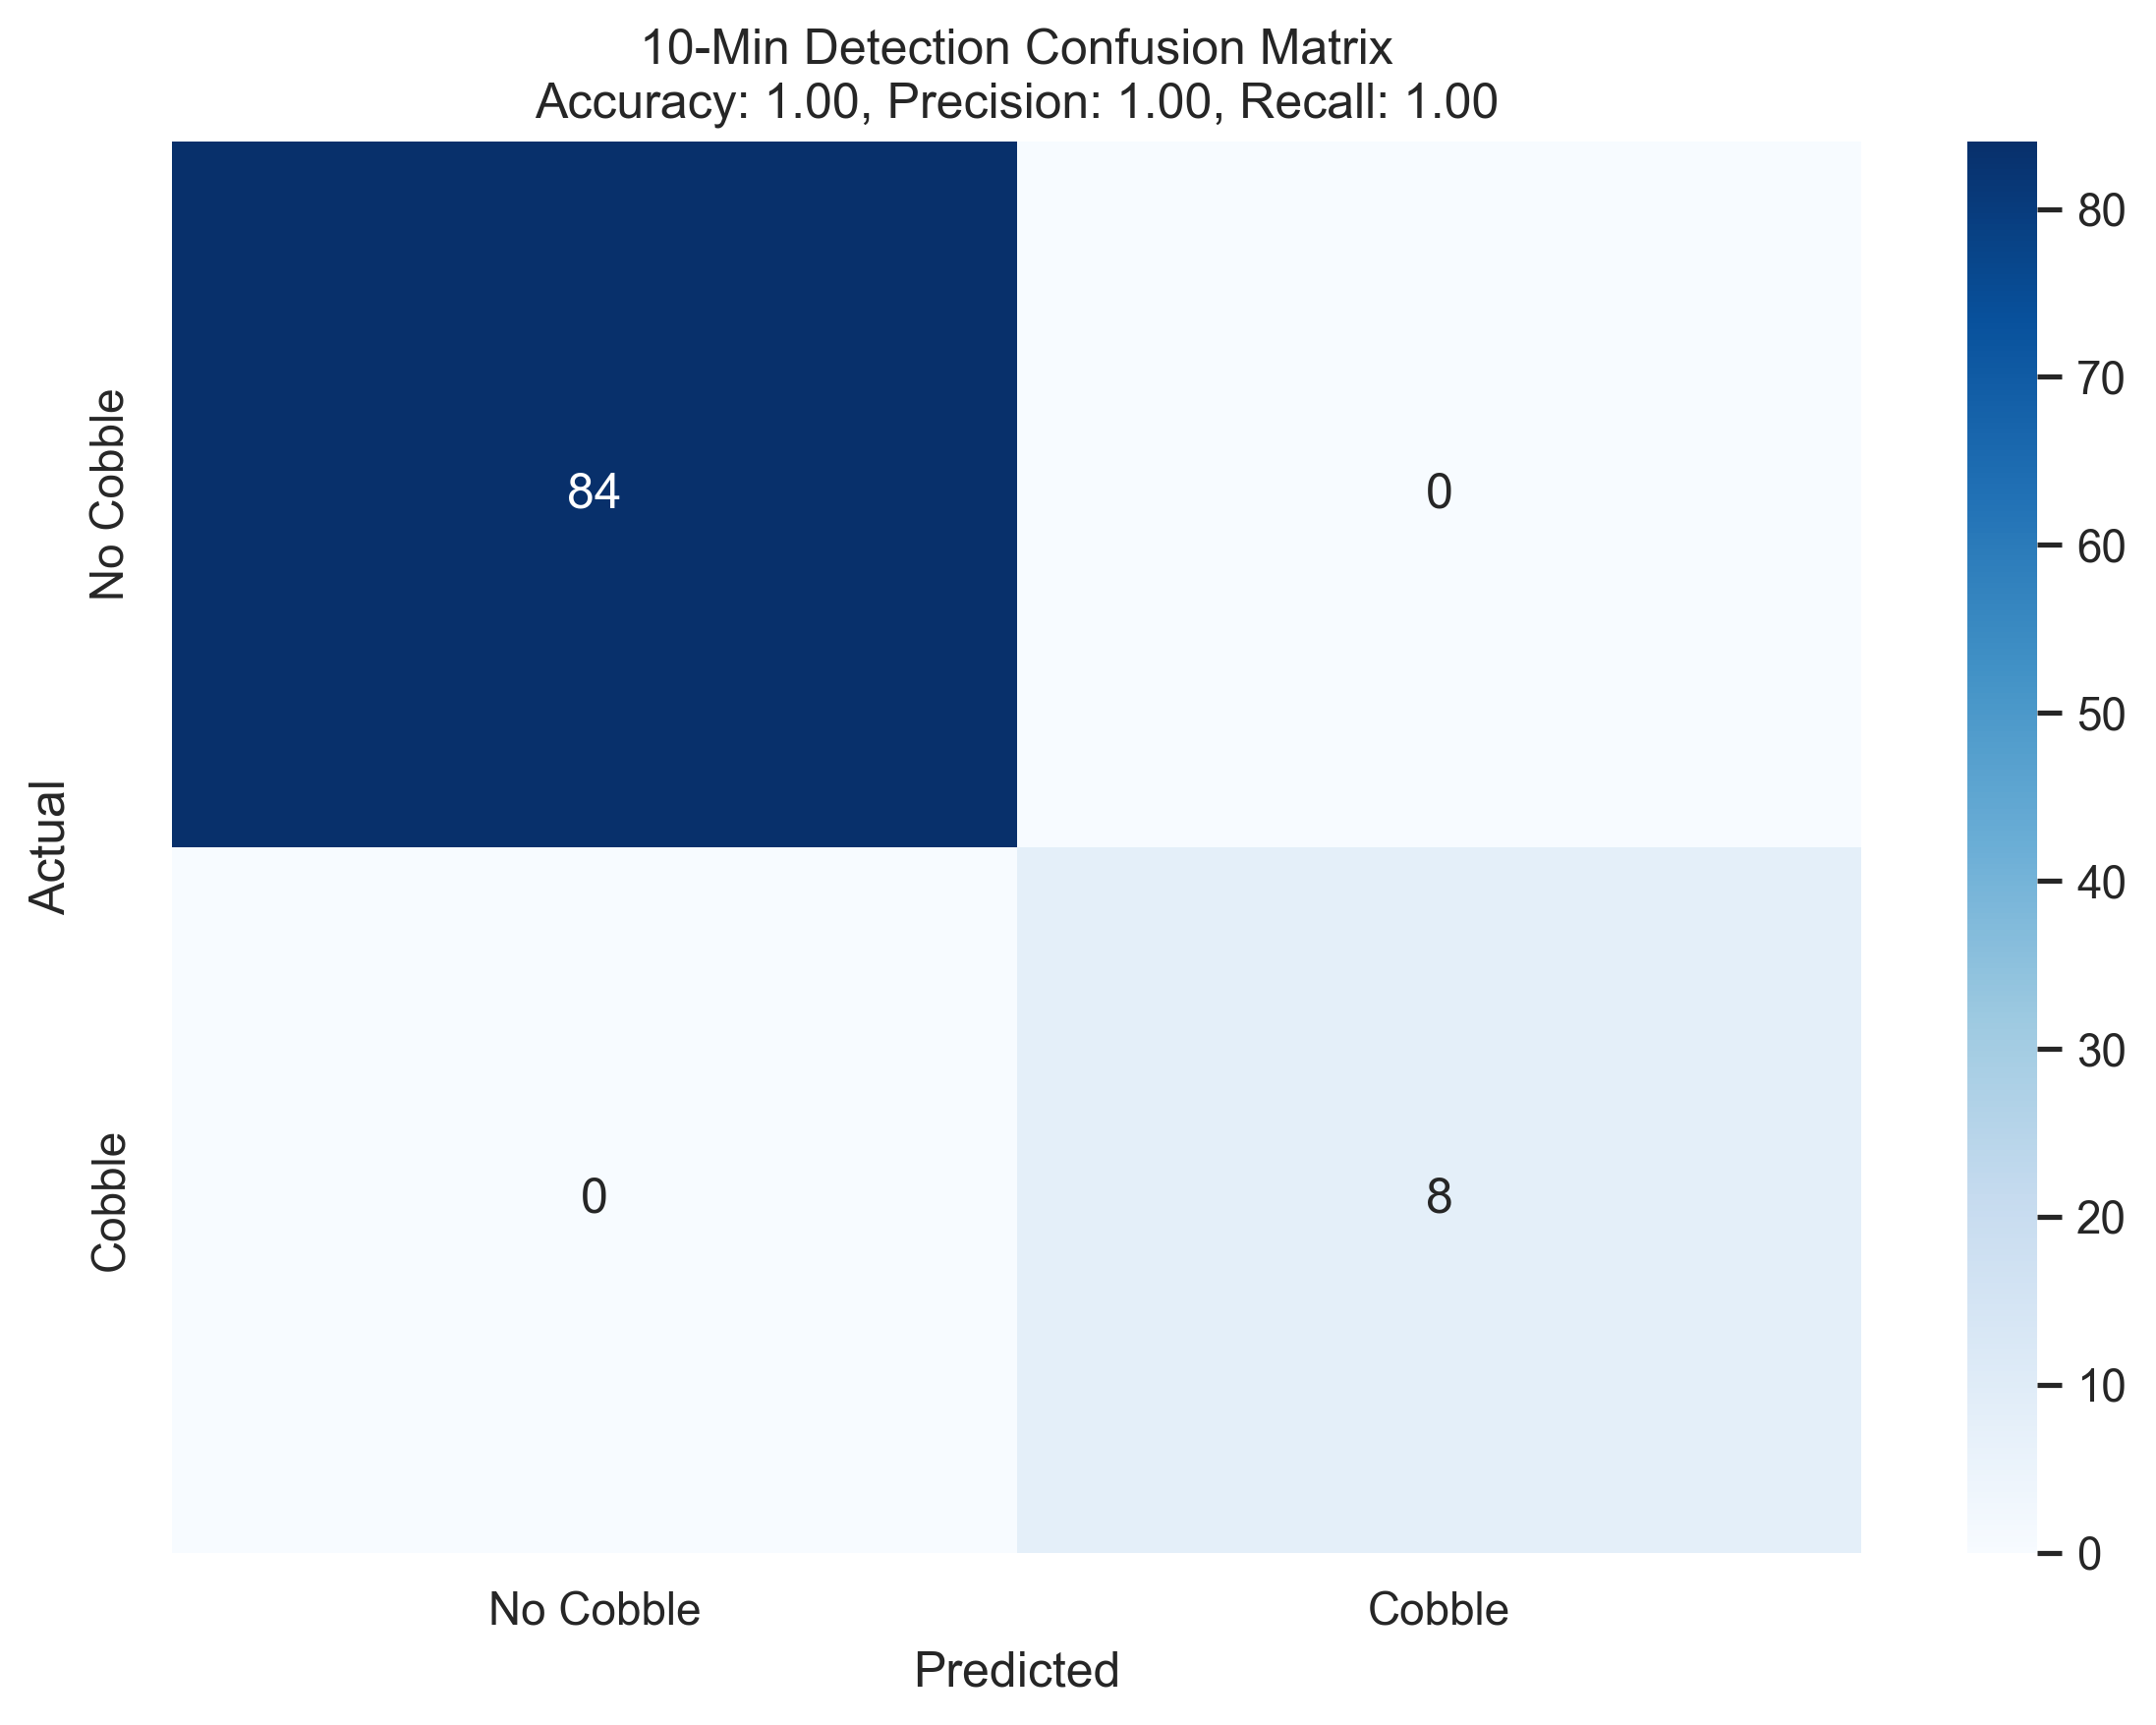 10-Min Detection Confusion Matrix
Accuracy: 1.00, Precision: 1.00, Recall: 1.00
Actual
No Cobble
Cobble
84
0
0
8
No Cobble
Cobble
Predicted
80
70
60
50
40
30
20
10
0